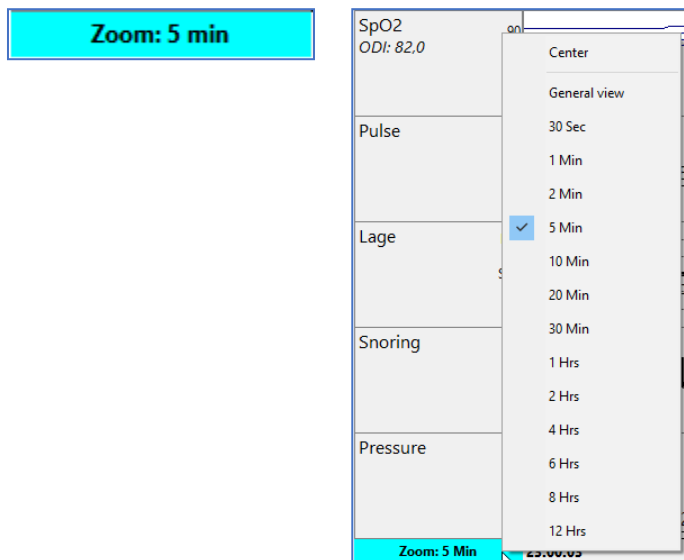 Zoom: 5 min
SpO2
ODI: 82,0
90
Pulse
Lage
Snoring
Pressure
Center
General view
30 Sec
1 Min
2 Min
5 Min
10 Min
20 Min
30 Min
1 Hrs
2 Hrs
4 Hrs
6 Hrs
8 Hrs
12 Hrs
Zoom: 5 Min